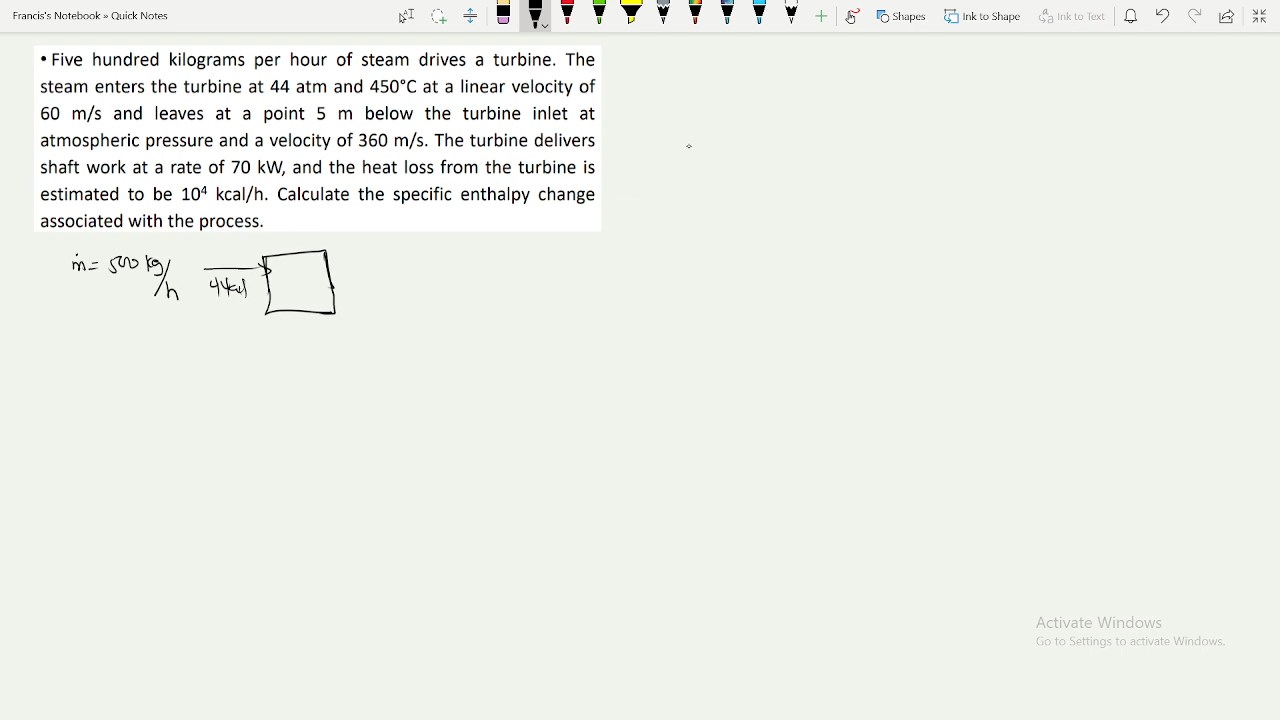 Francis's Notebook » Quick Notes
Shapes
Ink to Shape
Ink to Text
• Five hundred kilograms per hour of steam drives a turbine. The
steam enters the turbine at 44 atm and 450°C at a linear velocity of
60 m/s and leaves at a point 5 m below the turbine inlet at
atmospheric pressure and a velocity of 360 m/s. The turbine delivers
shaft work at a rate of 70 kW, and the heat loss from the turbine is
estimated to be 10⁴ kcal/h. Calculate the specific enthalpy change
associated with the process.
ṁ = 500 kg/h
Activate Windows
Go to Settings to activate Windows.